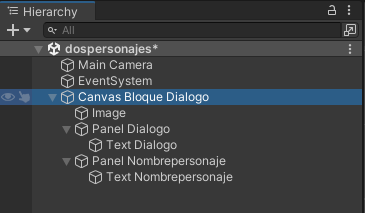 Hierarchy
All
dospersonajes*
Main Camera
EventSystem
Canvas Bloque Dialogo
Image
Panel Dialogo
Text Dialogo
Panel Nombrepersonaje
Text Nombrepersonaje